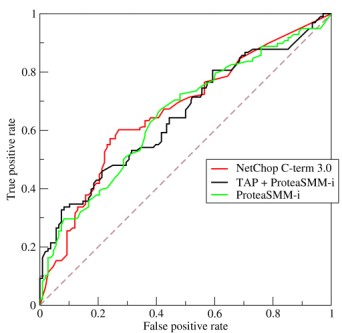 1
0.8
0.6
0.4
0.2
0
True positive rate
NetChop C-term 3.0
TAP + ProteaSMM-i
ProteaSMM-i
0 0.2 0.4 0.6 0.8 1
False positive rate